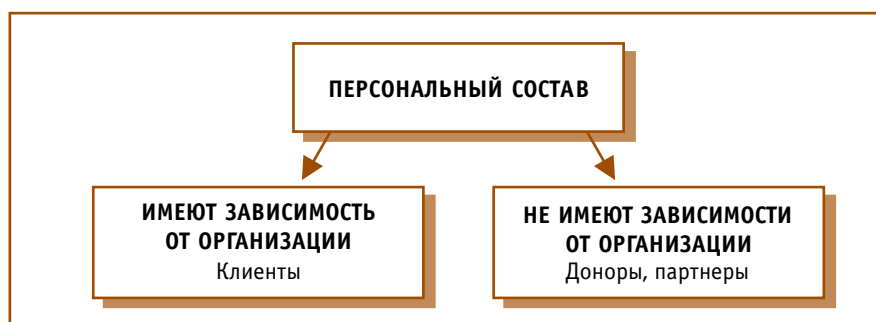 ПЕРСОНАЛЬНЫЙ СОСТАВ
ИМЕЮТ ЗАВИСИМОСТЬ
ОТ ОРГАНИЗАЦИИ
Клиенты
НЕ ИМЕЮТ ЗАВИСИМОСТИ
ОТ ОРГАНИЗАЦИИ
Доноры, партнеры